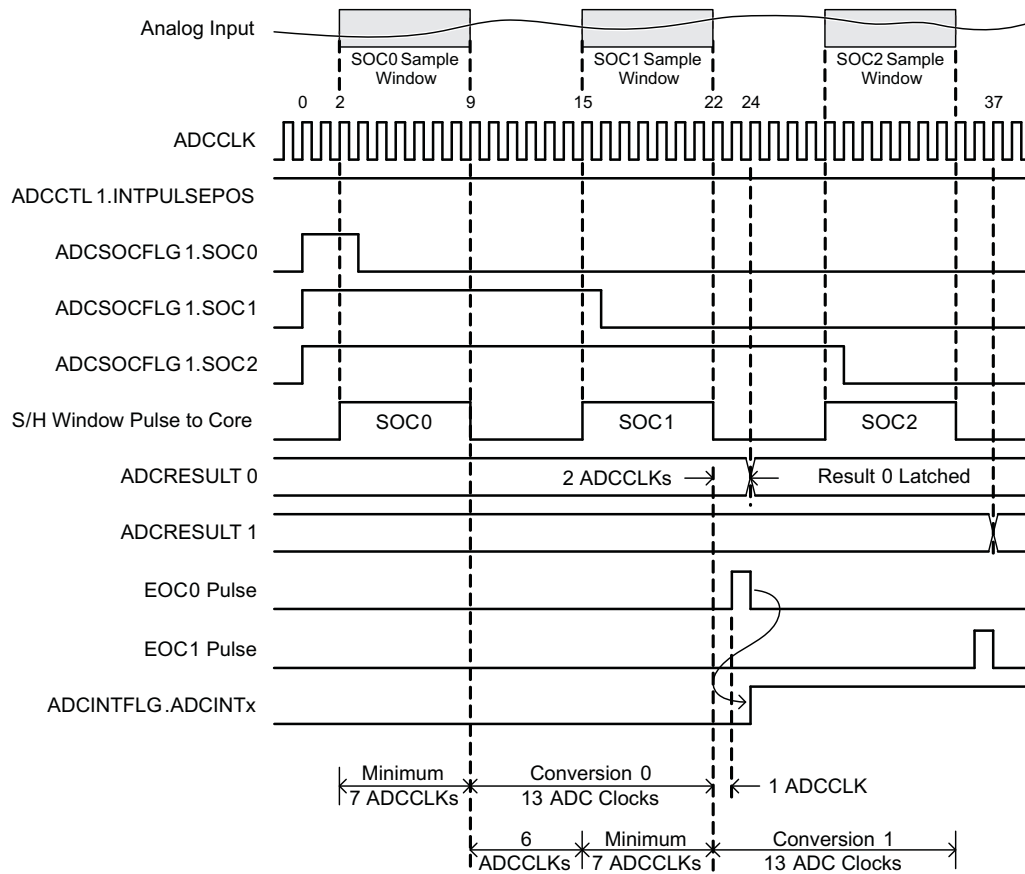 Analog Input
SOC0 Sample
Window
SOC1 Sample
Window
SOC2 Sample
Window
0 2 9 15 22 24 37
ADCCLK
ADCCTL 1.INTPULSEPOS
ADCSOCFLG 1.SOC0
ADCSOCFLG 1.SOC1
ADCSOCFLG 1.SOC2
S/H Window Pulse to Core
SOC0 SOC1 SOC2
ADCRESULT 0
2 ADCCLKs
Result 0 Latched
ADCRESULT 1
EOC0 Pulse
EOC1 Pulse
ADCINTFLG.ADCINTx
Minimum
7 ADCCLKs
Conversion 0
13 ADC Clocks
1 ADCCLK
6
ADCCLKs
Minimum
7 ADCCLKs
Conversion 1
13 ADC Clocks